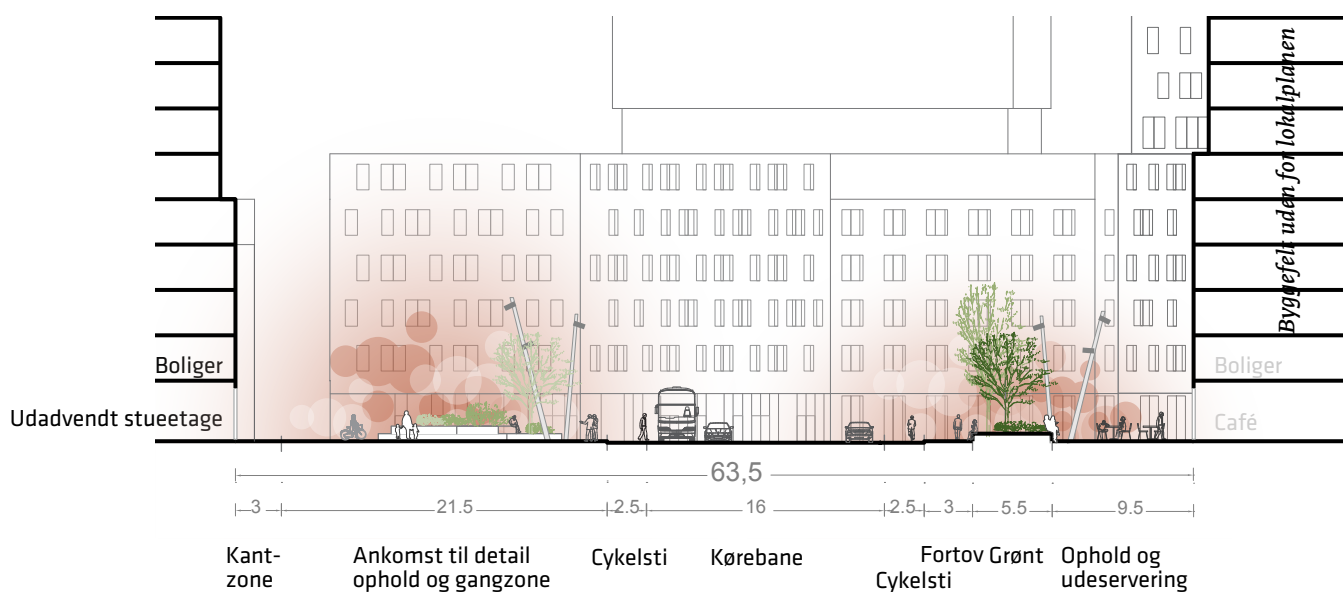 Byggefelt uden for lokalplanen
Boliger
Boliger
Udadvendt stueetage
Café
63,5
3
21.5
2.5
16
2.5
3
5.5
9.5
Kant-
zone
Ankomst til detail
ophold og gangzone
Cykelsti
Kørebane
Cykelsti
Fortov
Grønt
Ophold og
udeservering